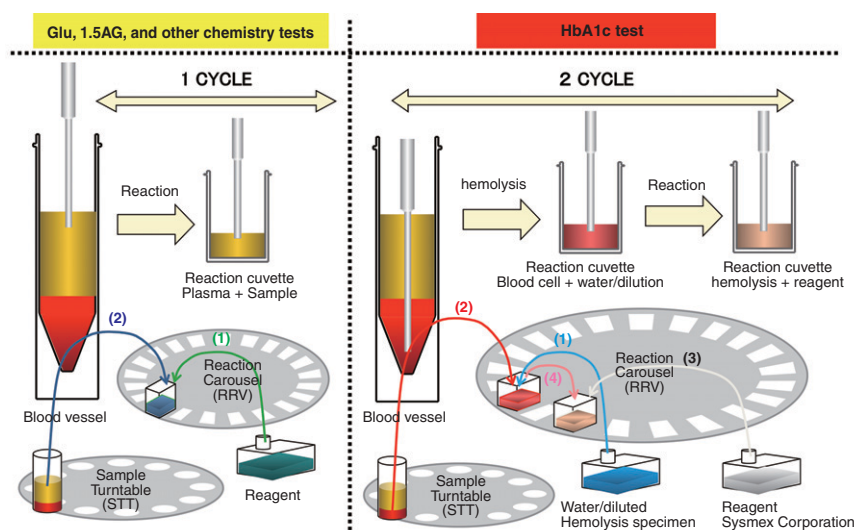 Glu, 1.5AG, and other chemistry tests
1 CYCLE
Reaction
Reaction cuvette
Plasma + Sample
(2)
(1)
Reaction
Carousel
(RRV)
Blood vessel
Sample
Turntable
(STT)
Reagent
HbA1c test
2 CYCLE
hemolysis
Reaction
Reaction cuvette
Blood cell + water/dilution
Reaction cuvette
hemolysis + reagent
(2)
(1)
(3)
(4)
Reaction
Carousel
(RRV)
Blood vessel
Sample
Turntable
(STT)
Water/diluted
Hemolysis specimen
Reagent
Sysmex Corporation